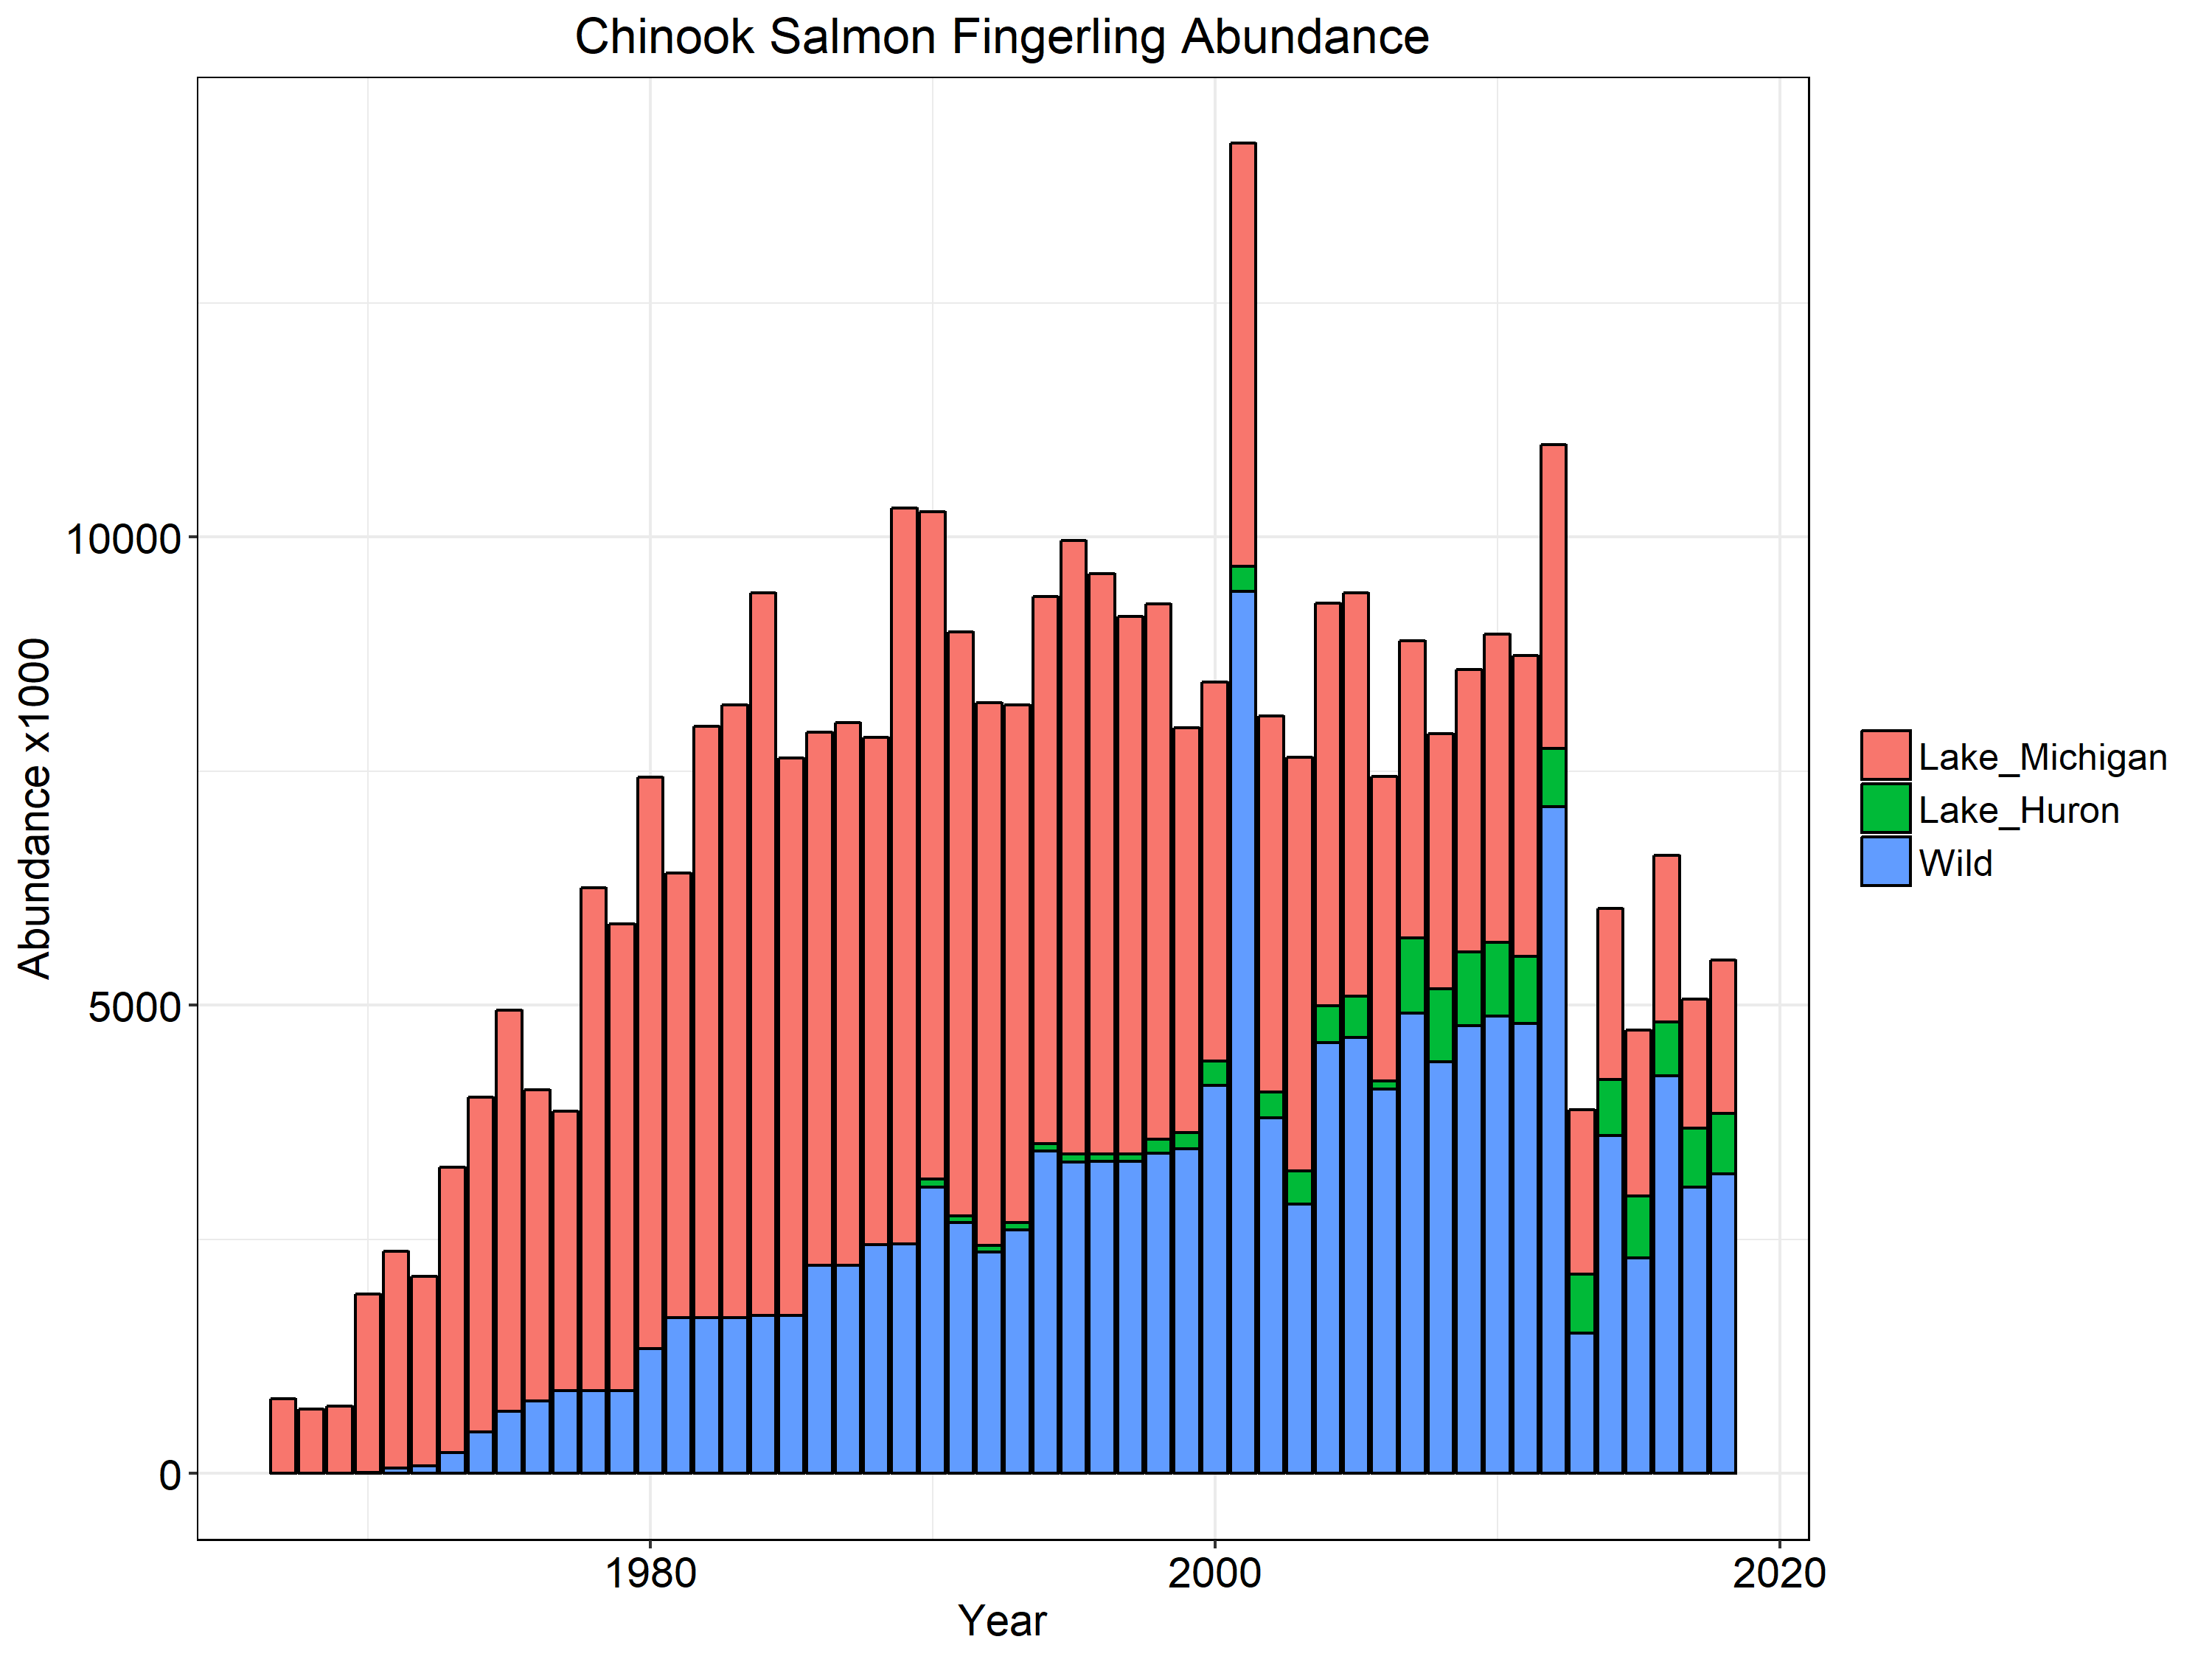 Chinook Salmon Fingerling Abundance
Abundance x1000
10000
5000
0
1980
2000
2020
Year
Lake_Michigan
Lake_Huron
Wild